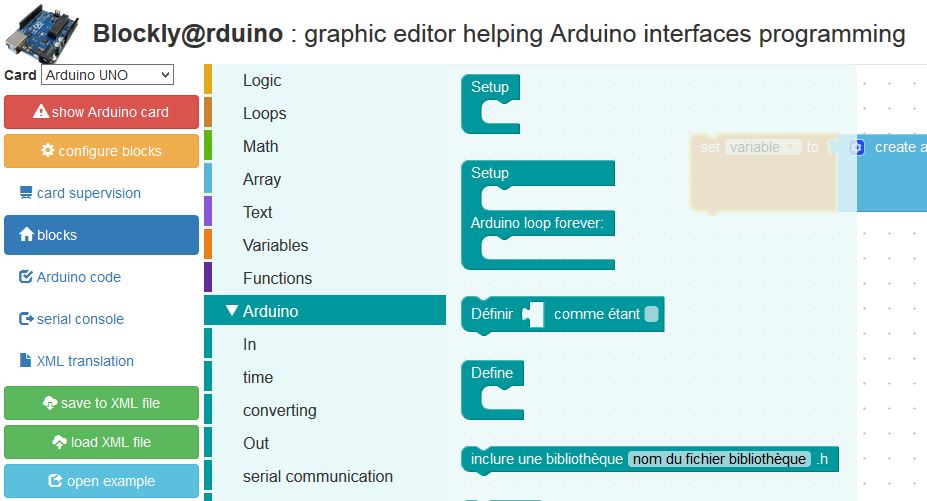 Blockly@rduino : graphic editor helping Arduino interfaces programming
Card Arduino UNO
show Arduino card
configure blocks
card supervision
blocks
Arduino code
serial console
XML translation
save to XML file
load XML file
open example
Logic
Loops
Math
Array
Text
Variables
Functions
Arduino
In
time
converting
Out
serial communication
Setup
Setup
Arduino loop forever:
Définir comme étant
Define
inclure une bibliothèque nom du fichier bibliothèque .h
set variable to create a